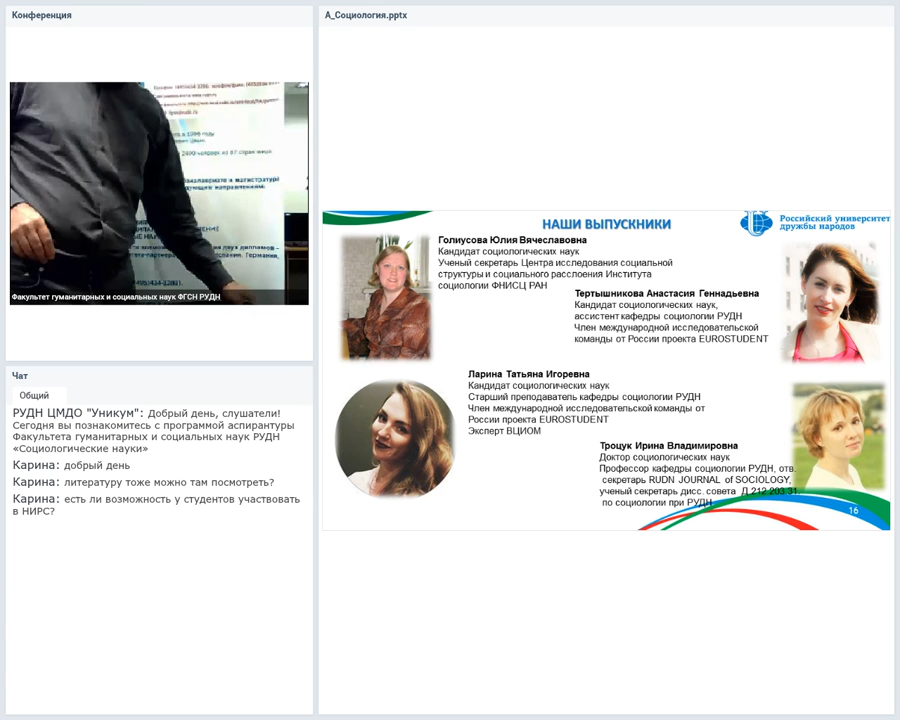 Конференция
Факультет гуманитарных и социальных наук ФГСН РУДН
Чат
Общий
РУДН ЦМДО "Уникум": Добрый день, слушатели!
Сегодня вы познакомитесь с программой аспирантуры
Факультета гуманитарных и социальных наук РУДН
«Социологические науки»
Карина: добрый день
Карина: литературу тоже можно там посмотреть?
Карина: есть ли возможность у студентов участвовать
в НИРС?
А_Социология.pptx
НАШИ ВЫПУСКНИКИ
Российский университет
дружбы народов
Голиусова Юлия Вячеславовна
Кандидат социологических наук
Ученый секретарь Центра исследования социальной
структуры и социального расслоения Института
социологии ФНИСЦ РАН
Тертышникова Анастасия Геннадьевна
Кандидат социологических наук,
ассистент кафедры социологии РУДН
Член международной исследовательской
команды от России проекта EUROSTUDENT
Ларина Татьяна Игоревна
Кандидат социологических наук
Старший преподаватель кафедры социологии РУДН
Член международной исследовательской команды от
России проекта EUROSTUDENT
Эксперт ВЦИОМ
Троцук Ирина Владимировна
Доктор социологических наук
Профессор кафедры социологии РУДН, отв.
секретарь RUDN JOURNAL of SOCIOLOGY,
ученый секретарь дисс. совета Д 212.203.31.
по социологии при РУДН
16